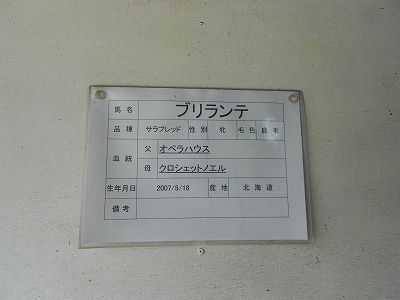 馬名 ブリランテ
品種 サラブレッド 性別 牝 毛色 鹿毛
血統 父 オペラハウス
母 クロシェットノエル
生年月日 2007/5/18 産地 北海道
備考